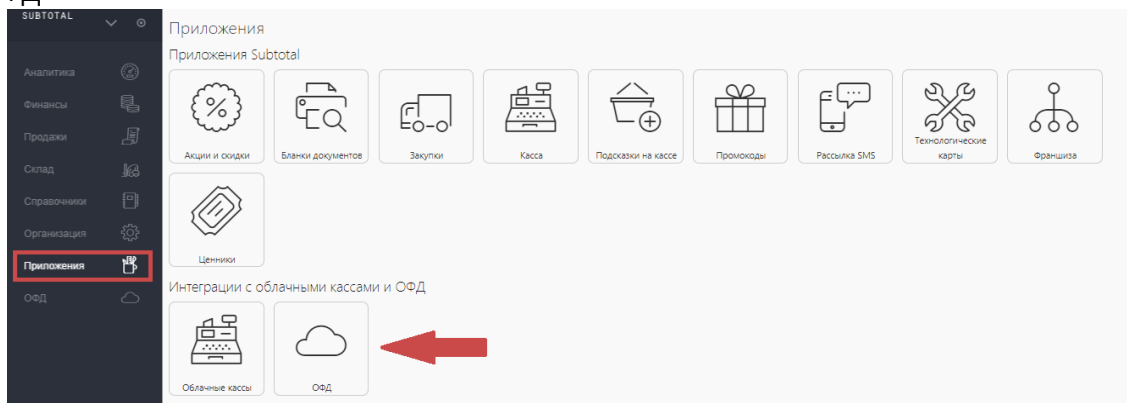 SUBTOTAL
Аналитика
Финансы
Продажи
Склад
Справочники
Организация
Приложения
ОФД
Приложения
Приложения Subtotal
Акции и скидки
Бланки документов
Закупки
Касса
Подсказки на кассе
Промокоды
Рассылка SMS
Технологические
карты
Франшиза
Ценники
Интеграции с облачными кассами и ОФД
Облачные кассы
ОФД